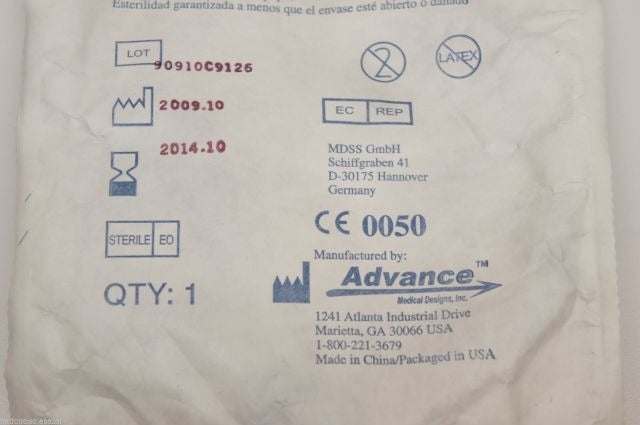 Esterilidad garantizada a menos que el envase esté abierto o dañado
LOT
90910C9126
2009.10
2014.10
STERILE EO
QTY: 1
2
LATEX
EC REP
MDSS GmbH
Schiffgraben 41
D-30175 Hannover
Germany
CE 0050
Manufactured by:
Advance™
Medical Designs, Inc.
1241 Atlanta Industrial Drive
Marietta, GA 30066 USA
1-800-221-3679
Made in China/Packaged in USA